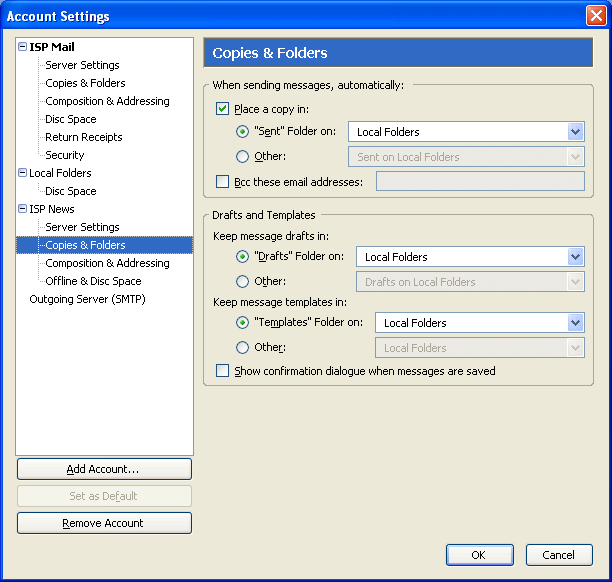 Account Settings
ISP Mail
Server Settings
Copies & Folders
Composition & Addressing
Disc Space
Return Receipts
Security
Local Folders
Disc Space
ISP News
Server Settings
Copies & Folders
Composition & Addressing
Offline & Disc Space
Outgoing Server (SMTP)
Add Account...
Set as Default
Remove Account
Copies & Folders
When sending messages, automatically:
Place a copy in:
"Sent" Folder on: Local Folders
Other: Sent on Local Folders
Bcc these email addresses:
Drafts and Templates
Keep message drafts in:
"Drafts" Folder on: Local Folders
Other: Drafts on Local Folders
Keep message templates in:
"Templates" Folder on: Local Folders
Other: Local Folders
Show confirmation dialogue when messages are saved
OK Cancel